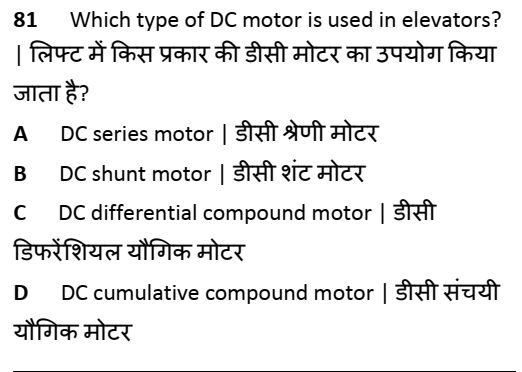 81 Which type of DC motor is used in elevators?
| लिफ्ट में किस प्रकार की डीसी मोटर का उपयोग किया
जाता है?
A DC series motor | डीसी श्रेणी मोटर
B DC shunt motor | डीसी शंट मोटर
C DC differential compound motor | डीसी
डिफरेंशियल यौगिक मोटर
D DC cumulative compound motor | डीसी संचयी
यौगिक मोटर